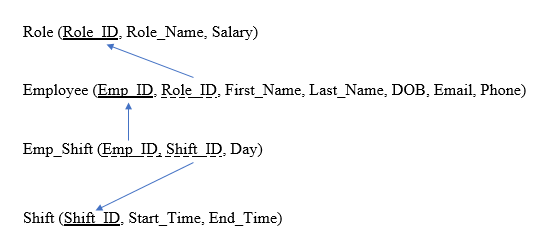 Role (Role_ID, Role_Name, Salary)
Employee (Emp_ID, Role_ID, First_Name, Last_Name, DOB, Email, Phone)
Emp_Shift (Emp_ID, Shift_ID, Day)
Shift (Shift_ID, Start_Time, End_Time)